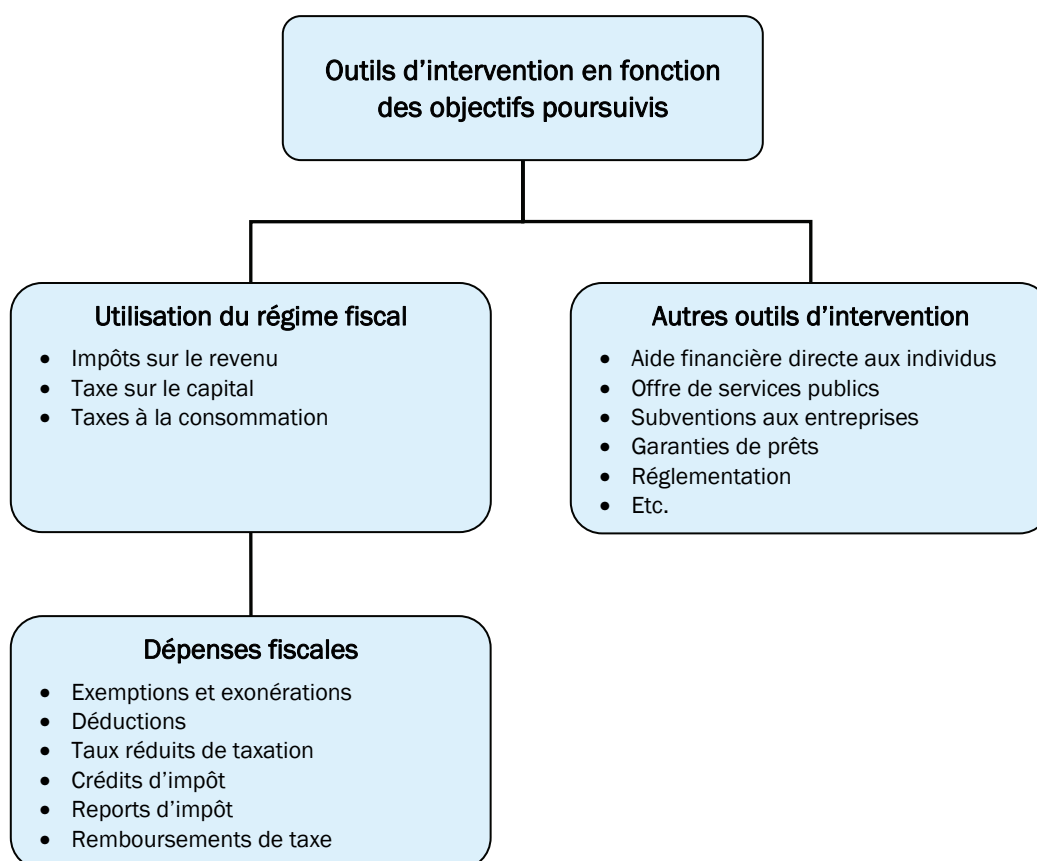 Outils d’intervention en fonction
des objectifs poursuivis
Utilisation du régime fiscal
• Impôts sur le revenu
• Taxe sur le capital
• Taxes à la consommation
Autres outils d’intervention
• Aide financière directe aux individus
• Offre de services publics
• Subventions aux entreprises
• Garanties de prêts
• Réglementation
• Etc.
Dépenses fiscales
• Exemptions et exonérations
• Déductions
• Taux réduits de taxation
• Crédits d’impôt
• Reports d’impôt
• Remboursements de taxe